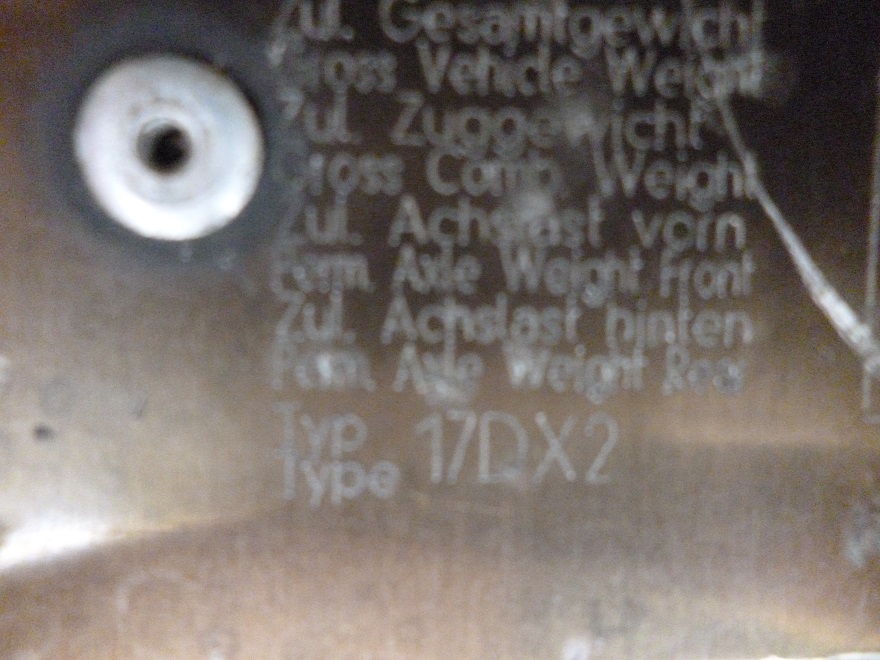 Zul. Gesamtgewicht
Gross Vehicle Weight
Zul. Zuggewicht
Gross Comb. Weight
Zul. Achslast vorn
Perm. Axle Weight Front
Zul. Achslast hinten
Perm. Axle Weight Rear
Typ
Type 17DX2